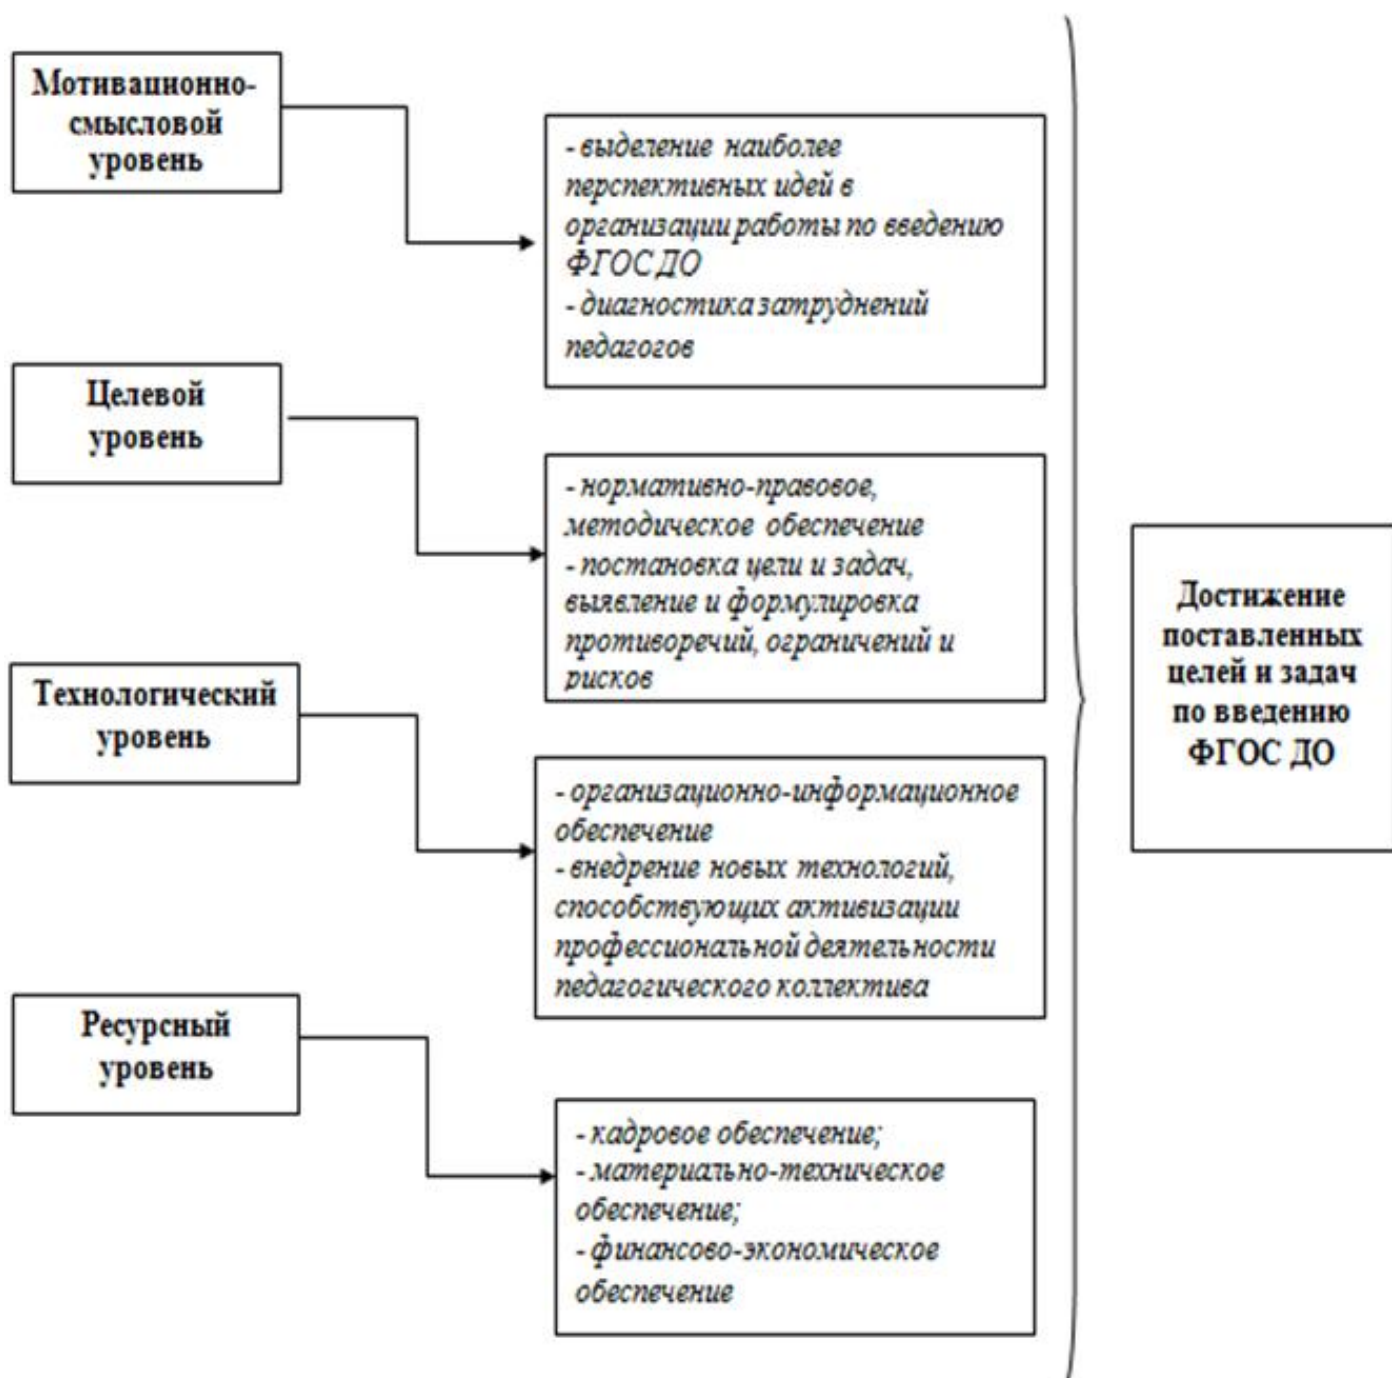 Мотивационно-
смысловой
уровень
- выделение наиболее
перспективных идей в
организации работы по введению
ФГОС ДО
- диагностика затруднений
педагогов
Целевой
уровень
- нормативно-правовое,
методическое обеспечение
- постановка цели и задач,
выявление и формулировка
противоречий, ограничений и
рисков
Технологический
уровень
- организационно-информационное
обеспечение
- внедрение новых технологий,
способствующих активизации
профессиональной деятельности
педагогического коллектива
Ресурсный
уровень
- кадровое обеспечение;
- материально-техническое
обеспечение;
- финансово-экономическое
обеспечение
Достижение
поставленных
целей и задач
по введению
ФГОС ДО